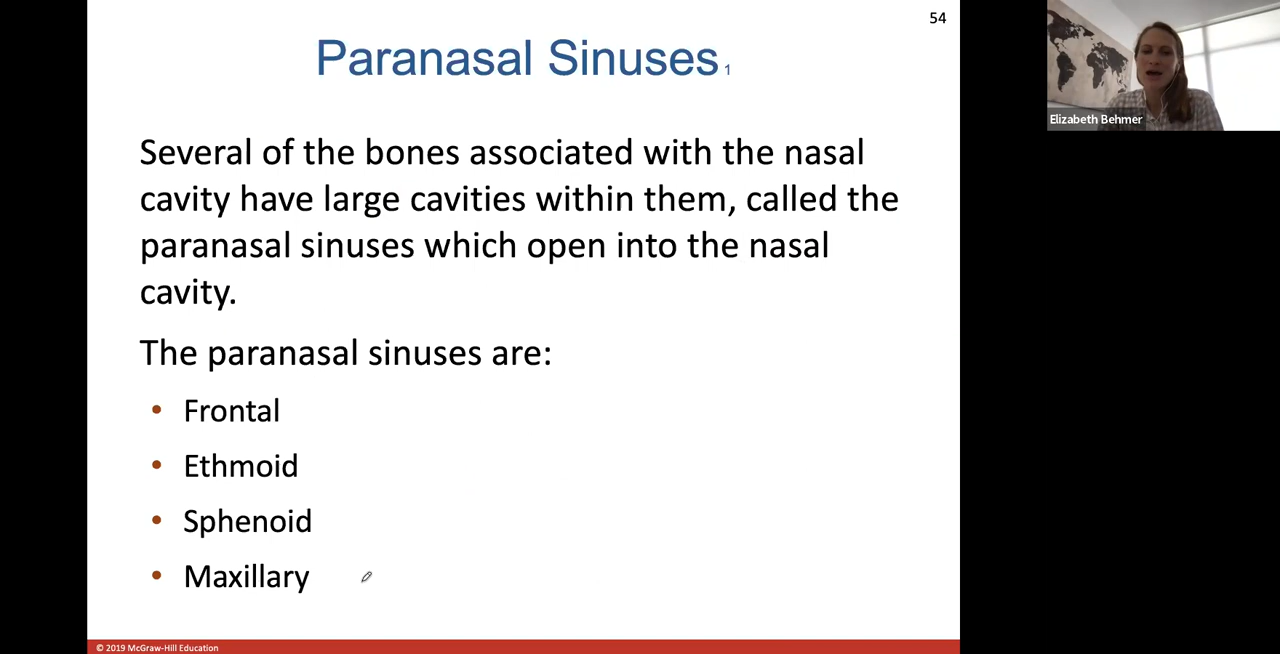 54
Paranasal Sinuses 1
Several of the bones associated with the nasal
cavity have large cavities within them, called the
paranasal sinuses which open into the nasal
cavity.
The paranasal sinuses are:
• Frontal
• Ethmoid
• Sphenoid
• Maxillary
© 2019 McGraw-Hill Education
Elizabeth Behmer